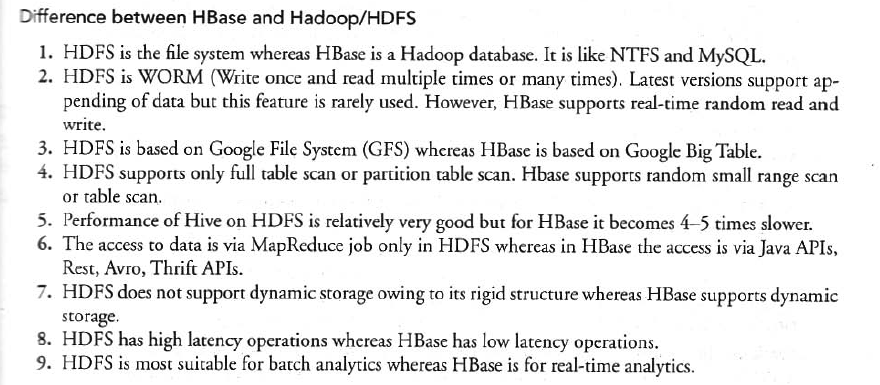 Difference between HBase and Hadoop/HDFS
1. HDFS is the file system whereas HBase is a Hadoop database. It is like NTFS and MySQL.
2. HDFS is WORM (Write once and read multiple times or many times). Latest versions support ap-
pending of data but this feature is rarely used. However, HBase supports real-time random read and
write.
3. HDFS is based on Google File System (GFS) whereas HBase is based on Google Big Table.
4. HDFS supports only full table scan or partition table scan. Hbase supports random small range scan
or table scan.
5. Performance of Hive on HDFS is relatively very good but for HBase it becomes 4–5 times slower.
6. The access to data is via MapReduce job only in HDFS whereas in HBase the access is via Java APIs,
Rest, Avro, Thrift APIs.
7. HDFS does not support dynamic storage owing to its rigid structure whereas HBase supports dynamic
storage.
8. HDFS has high latency operations whereas HBase has low latency operations.
9. HDFS is most suitable for batch analytics whereas HBase is for real-time analytics.